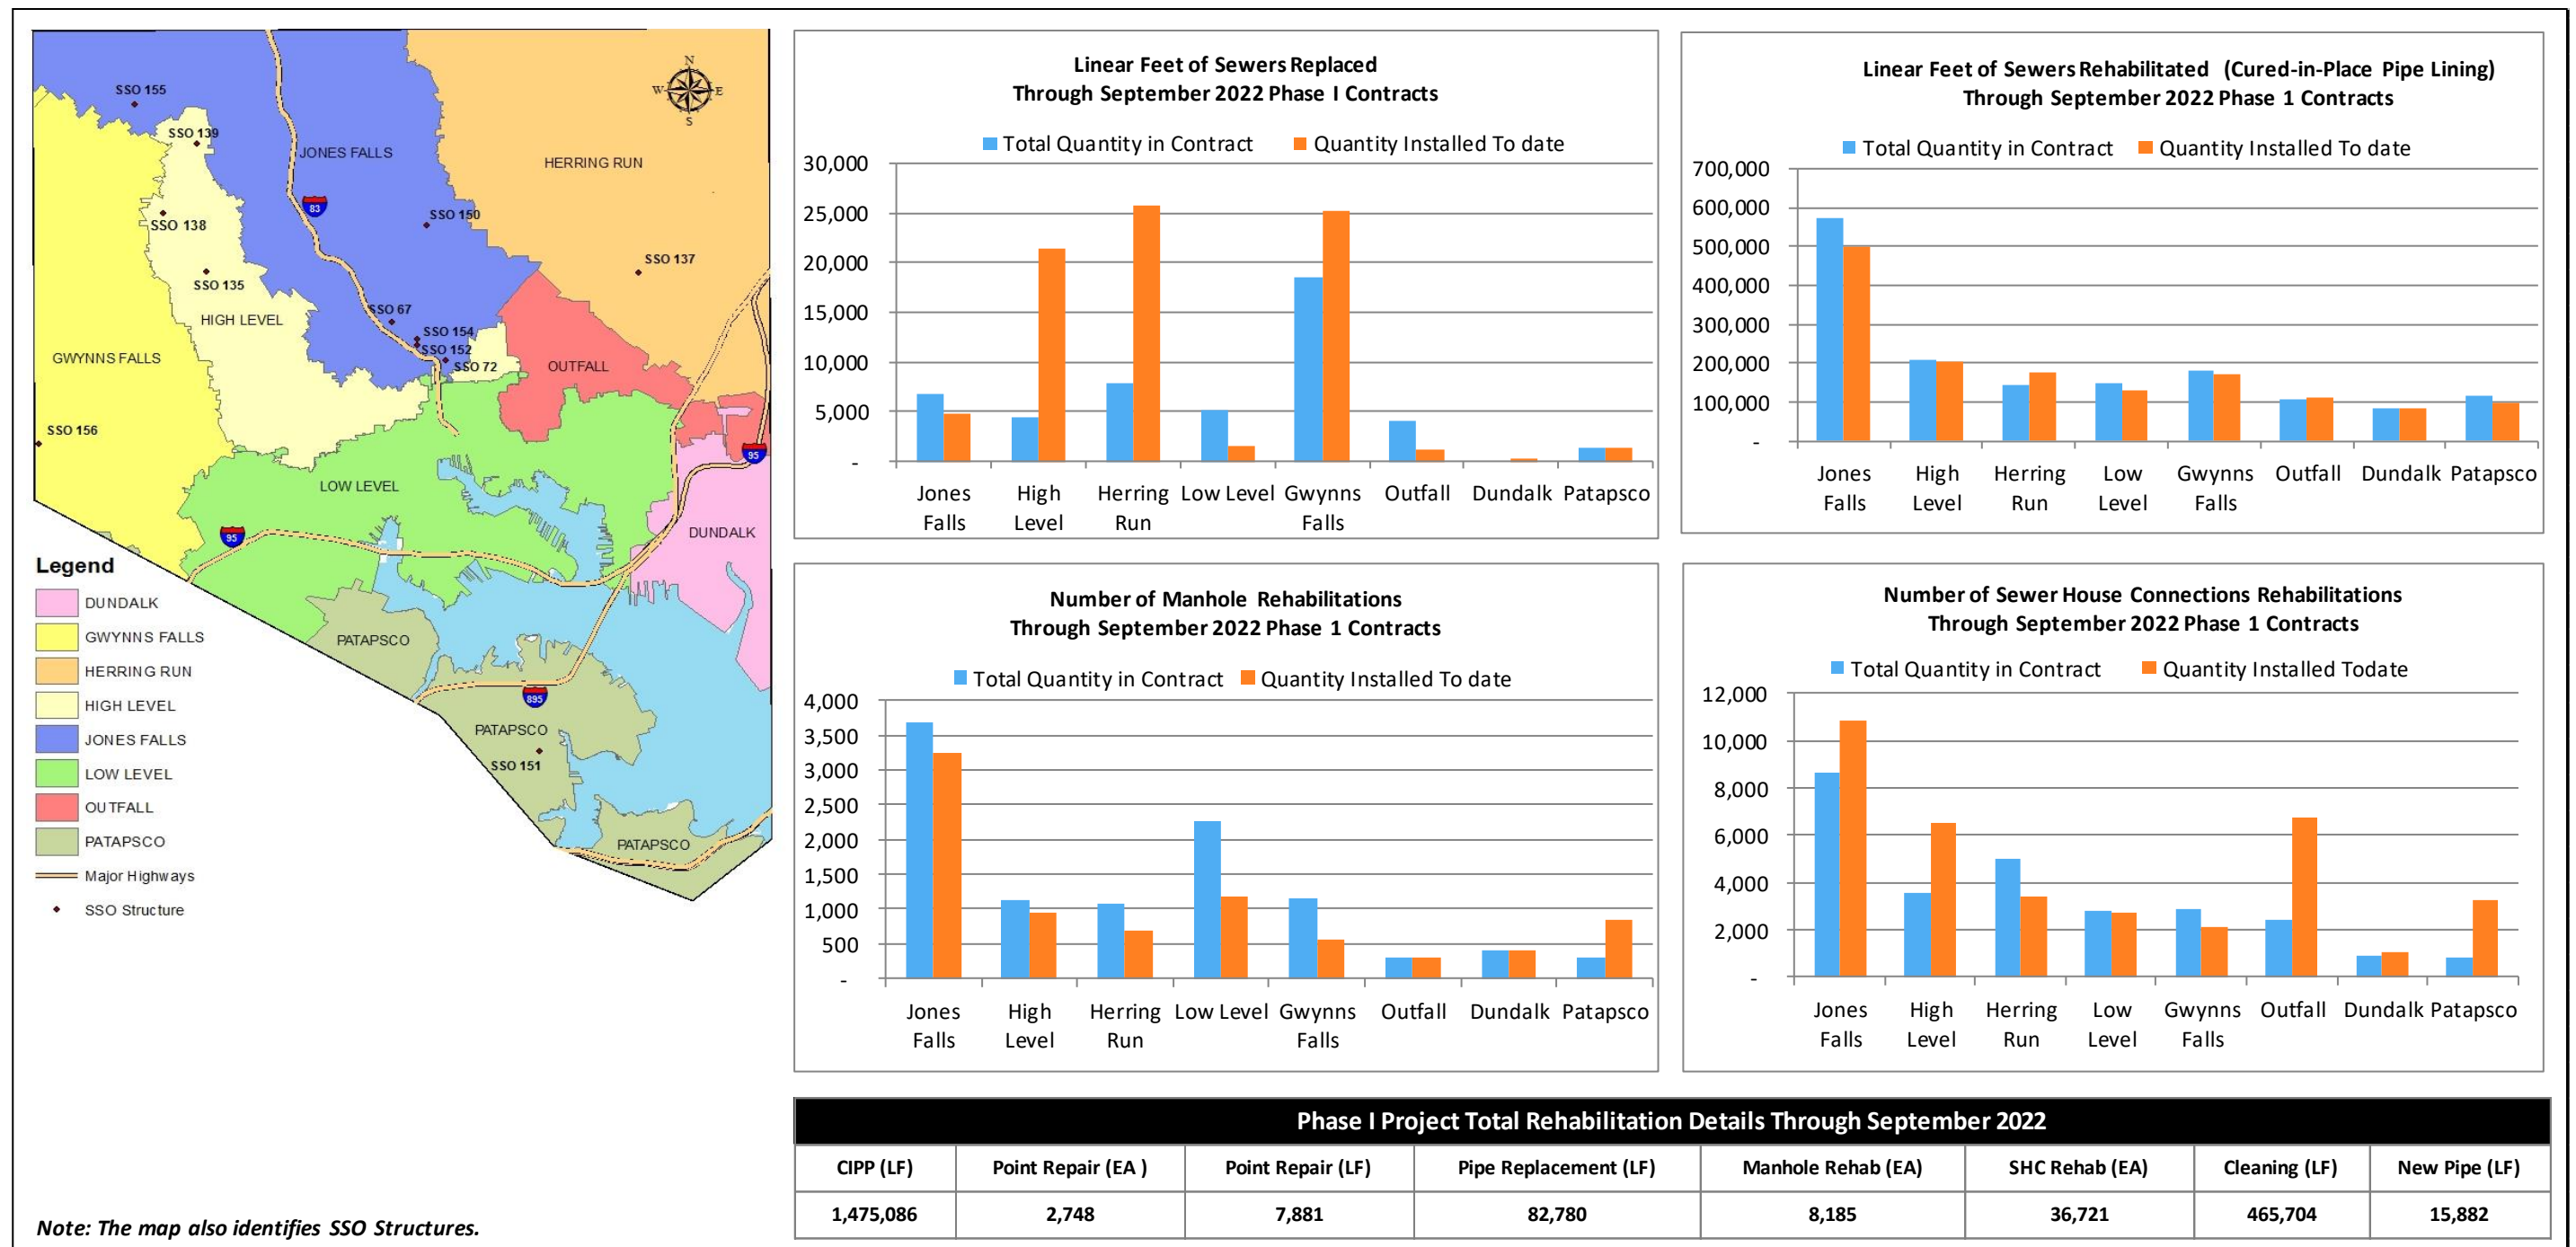 SSO 155
SSO 139
JONES FALLS
HERRING RUN
N
W
E
S
83
SSO 138
SSO 150
SSO 137
SSO 135
SSO 67
HIGH LEVEL
SSO 154
SSO 152
SSO 72
GWYNNS FALLS
OUTFALL
SSO 156
95
LOW LEVEL
95
DUNDALK
PATAPSCO
895
PATAPSCO
SSO 151
PATAPSCO
Legend
DUNDALK
GWYNNS FALLS
HERRING RUN
HIGH LEVEL
JONES FALLS
LOW LEVEL
OUTFALL
PATAPSCO
Major Highways
SSO Structure
Note: The map also identifies SSO Structures.
Linear Feet of Sewers Replaced
Through September 2022 Phase I Contracts
Total Quantity in Contract
Quantity Installed To date
30,000
25,000
20,000
15,000
10,000
5,000
-
Jones Falls
High Level
Herring Run
Low Level
Gwynns Falls
Outfall
Dundalk
Patapsco
Linear Feet of Sewers Rehabilitated (Cured-in-Place Pipe Lining)
Through September 2022 Phase 1 Contracts
Total Quantity in Contract
Quantity Installed To date
700,000
600,000
500,000
400,000
300,000
200,000
100,000
-
Jones Falls
High Level
Herring Run
Low Level
Gwynns Falls
Outfall
Dundalk
Patapsco
Number of Manhole Rehabilitations
Through September 2022 Phase 1 Contracts
Total Quantity in Contract
Quantity Installed To date
4,000
3,500
3,000
2,500
2,000
1,500
1,000
500
-
Jones Falls
High Level
Herring Run
Low Level
Gwynns Falls
Outfall
Dundalk
Patapsco
Number of Sewer House Connections Rehabilitations
Through September 2022 Phase 1 Contracts
Total Quantity in Contract
Quantity Installed Todate
12,000
10,000
8,000
6,000
4,000
2,000
-
Jones Falls
High Level
Herring Run
Low Level
Gwynns Falls
Outfall
Dundalk
Patapsco
Phase I Project Total Rehabilitation Details Through September 2022
CIPP (LF) Point Repair (EA ) Point Repair (LF) Pipe Replacement (LF) Manhole Rehab (EA) SHC Rehab (EA) Cleaning (LF) New Pipe (LF)
1,475,086 2,748 7,881 82,780 8,185 36,721 465,704 15,882